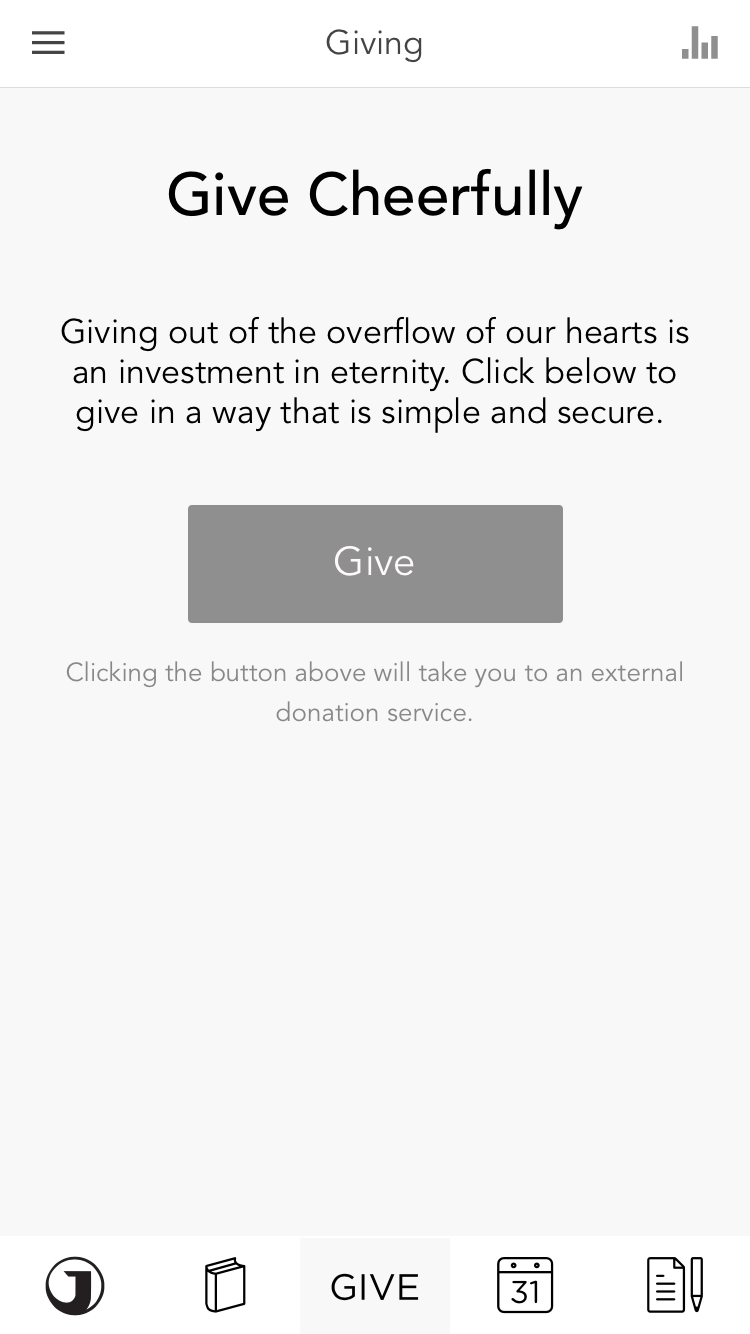 Giving
Give Cheerfully
Giving out of the overflow of our hearts is
an investment in eternity. Click below to
give in a way that is simple and secure.
Give
Clicking the button above will take you to an external
donation service.
J
GIVE
31